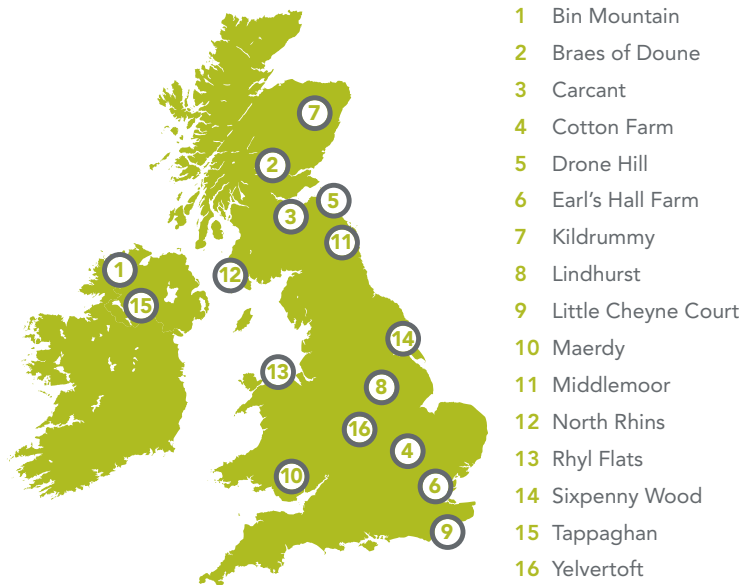 1 Bin Mountain
2 Braes of Doune
3 Carcant
4 Cotton Farm
5 Drone Hill
6 Earl's Hall Farm
7 Kildrummy
8 Lindhurst
9 Little Cheyne Court
10 Maerdy
11 Middlemoor
12 North Rhins
13 Rhyl Flats
14 Sixpenny Wood
15 Tappaghan
16 Yelvertoft
7
2
5
3
11
1
12
15
14
13
8
16
4
10
6
9